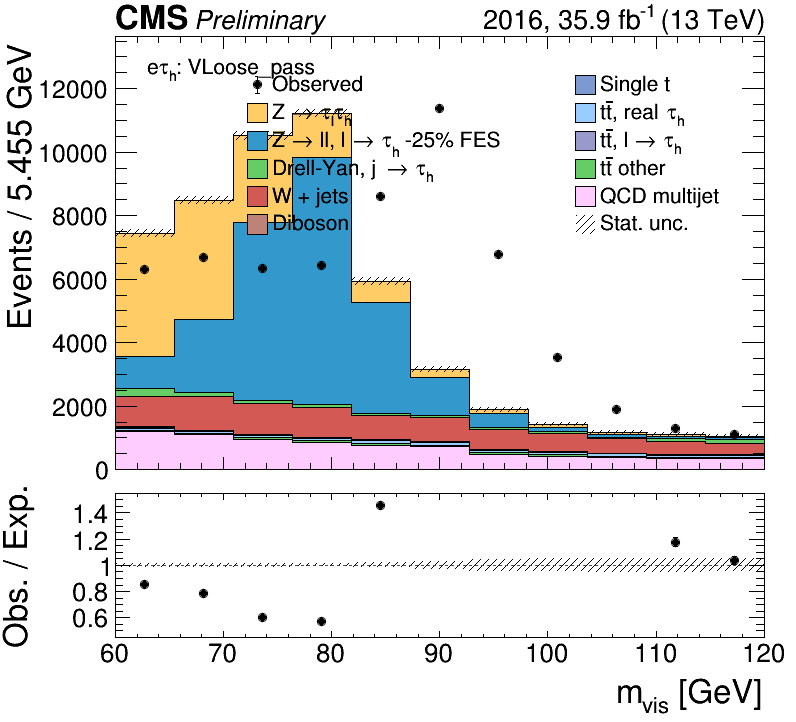 CMS Preliminary 2016, 35.9 fb⁻¹ (13 TeV)
eτₕ: VLoose_pass
Observed
Z → τₗτₕ
Z → ll, l → τₕ -25% FES
Drell-Yan, j → τₕ
W + jets
Diboson
Single t
tt̄, real τₕ
tt̄, l → τₕ
tt̄ other
QCD multijet
Stat. unc.
Events / 5.455 GeV
12000
10000
8000
6000
4000
2000
0
Obs. / Exp.
1.4
1.2
1
0.8
0.6
60 70 80 90 100 110 120
m_vis [GeV]